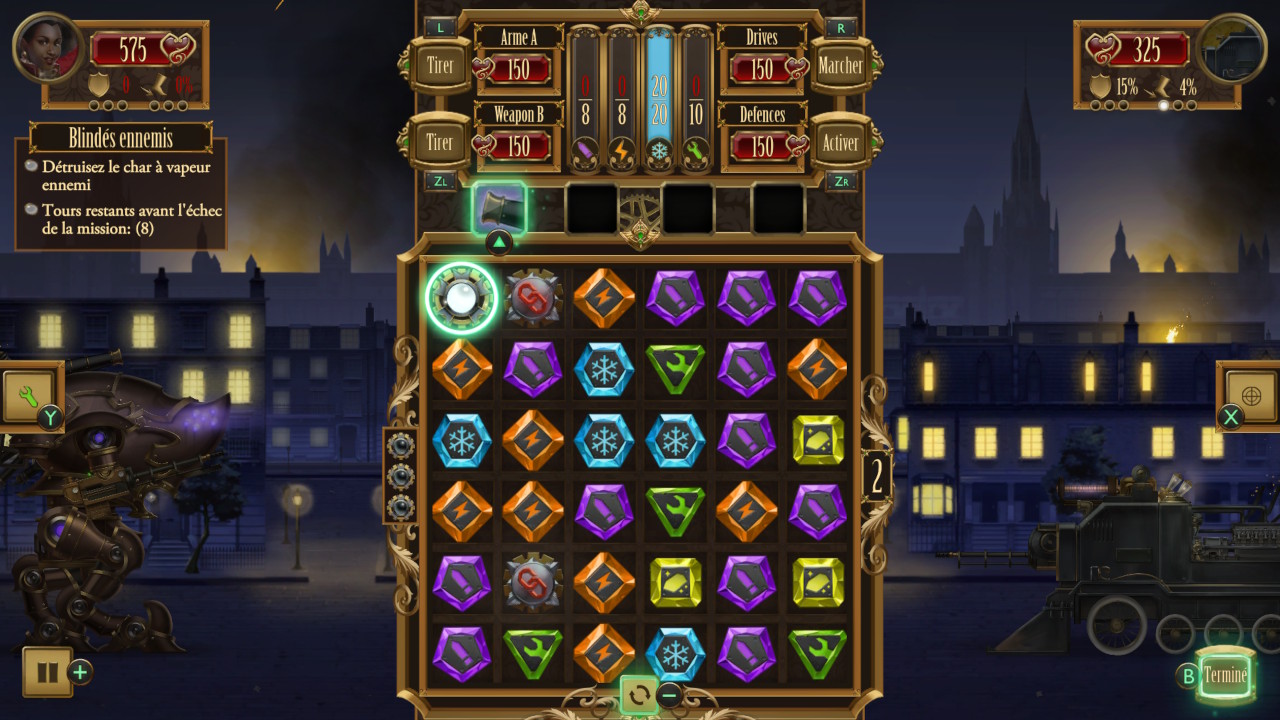 575
0 0%
Blindés ennemis
Détruisez le char à vapeur
ennemi
Tours restants avant l'échec
de la mission: (8)
Y
+
L
Tirer
Arme A
150
Tirer
Weapon B
150
ZL
0
8
0
8
20
20
0
10
Drives
150
Defences
150
R
Marcher
Activer
ZR
325
15% 4%
2
X
B Terminé